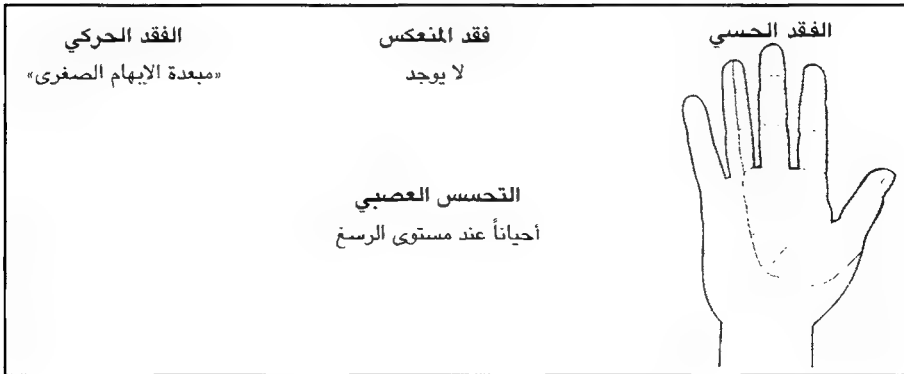 الفقد الحسي
فقد المنعكس
لا يوجد
الفقد الحركي
«مبعدة الإبهام الصغرى»
التحسس العصبي
أحياناً عند مستوى الرسغ